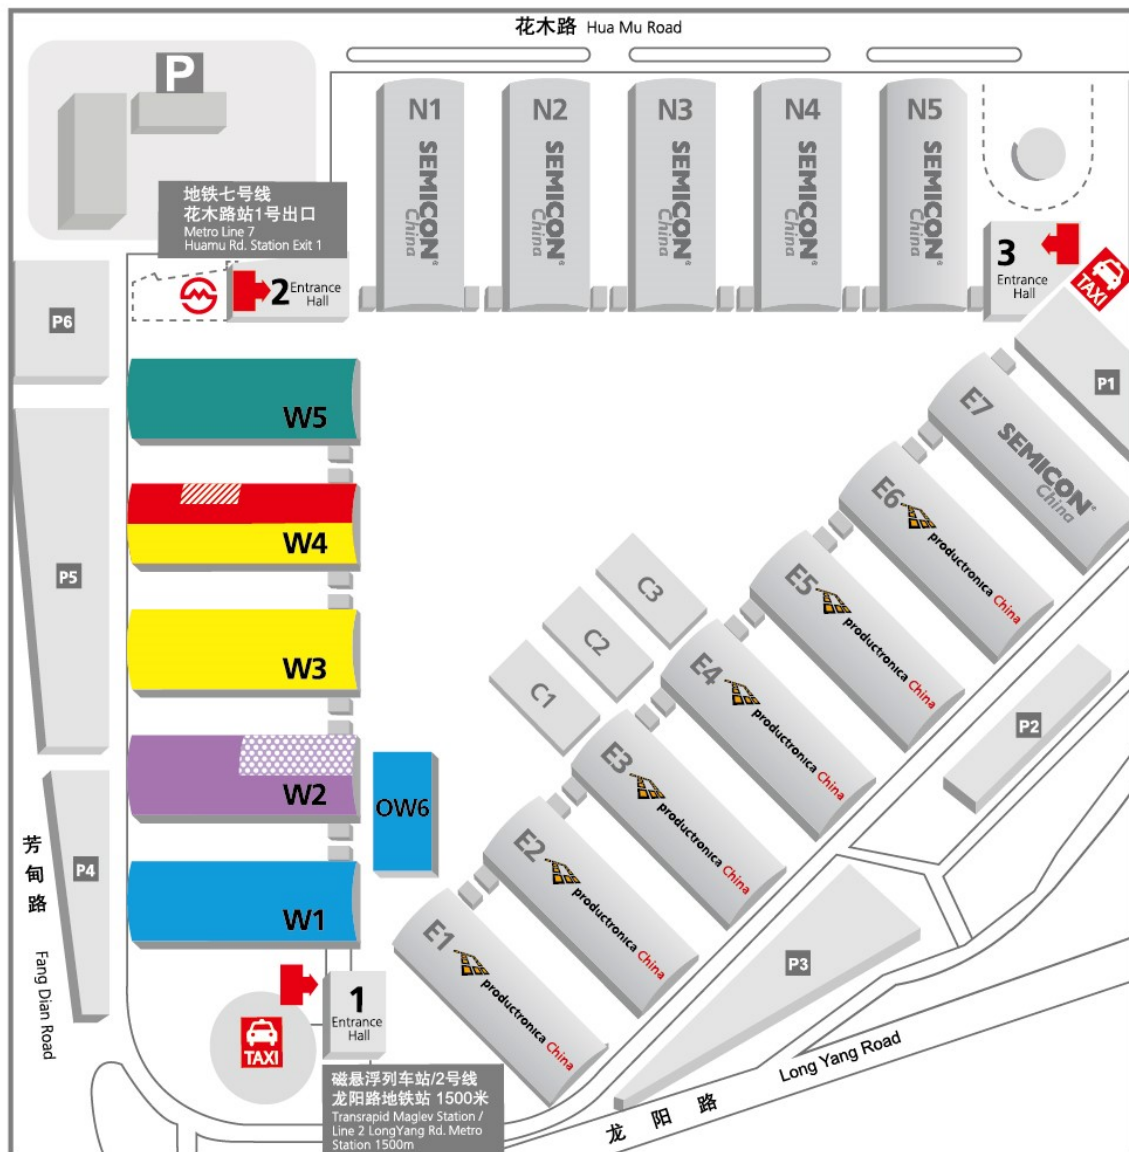 花木路 Hua Mu Road
P
N1
SEMICON
China
N2
SEMICON
China
N3
SEMICON
China
N4
SEMICON
China
N5
SEMICON
China
地铁七号线
花木路站1号出口
Metro Line 7
Huamu Rd. Station Exit 1
2 Entrance
Hall
3
Entrance
Hall
TAXI
P6
P1
W5
E7
SEMICON
China
W4
E6
productronica China
P5
E5
productronica China
C3
C2
C1
W3
E4
productronica China
P2
W2
OW6
E3
productronica China
芳甸路
Fang Dian Road
P4
E2
productronica China
W1
E1
productronica China
P3
1
Entrance
Hall
TAXI
磁悬浮列车站/2号线
龙阳路地铁站 1500米
Transrapid Maglev Station /
Line 2 LongYang Rd. Metro
Station 1500m
龙阳路
Long Yang Road